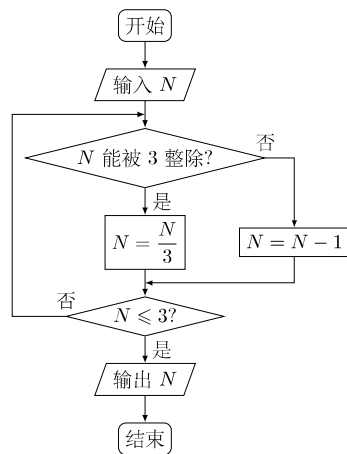 开始
输入 N
N 能被 3 整除?
否
是
N = N/3
N = N − 1
否
N ⩽ 3?
是
输出 N
结束